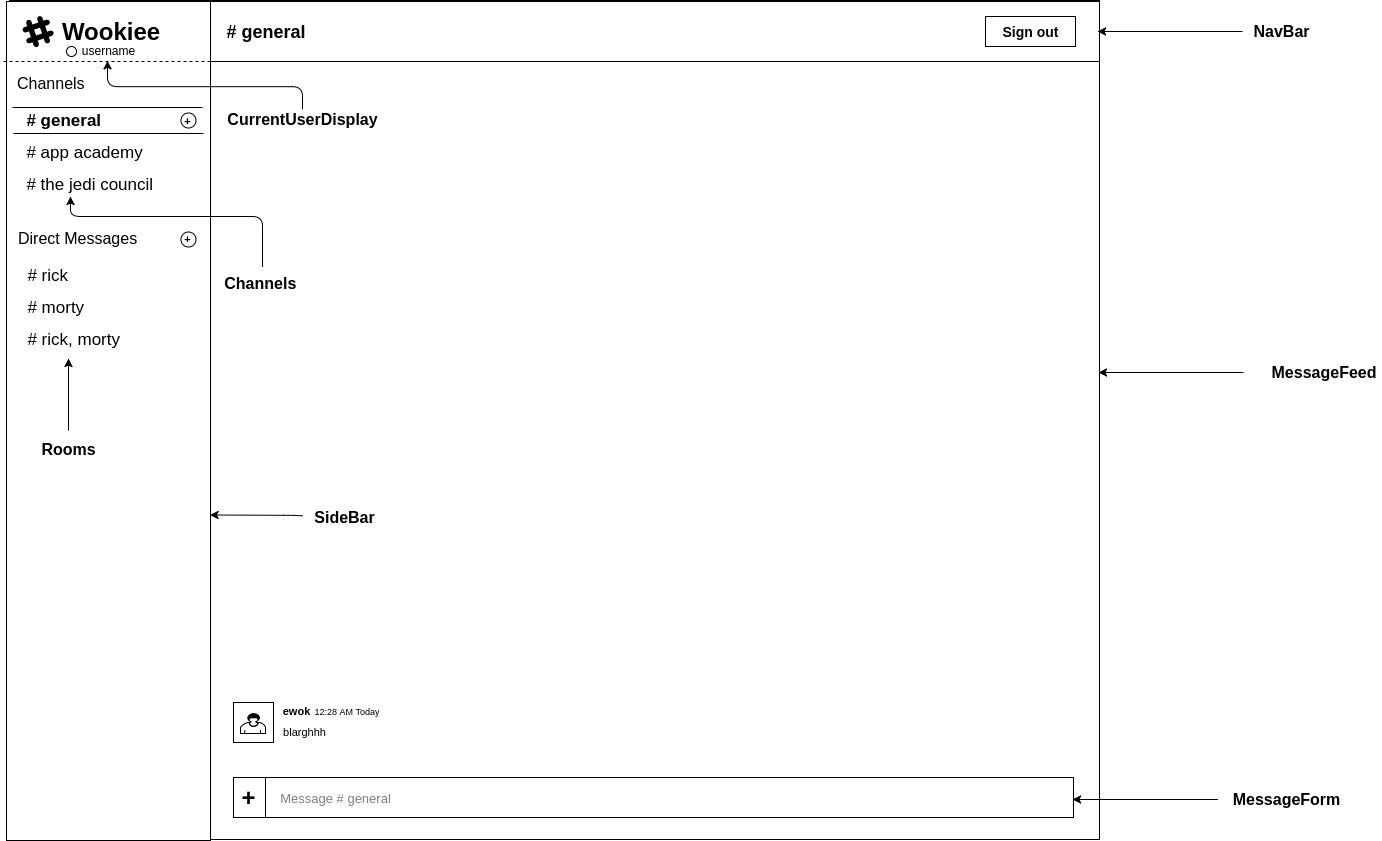 Wookiee
username
# general
Sign out
NavBar
Channels
# general
+
CurrentUserDisplay
# app academy
# the jedi council
Direct Messages
+
Channels
# rick
# morty
# rick, morty
MessageFeed
Rooms
SideBar
ewok 12:28 AM Today
blarghhh
+ Message # general
MessageForm